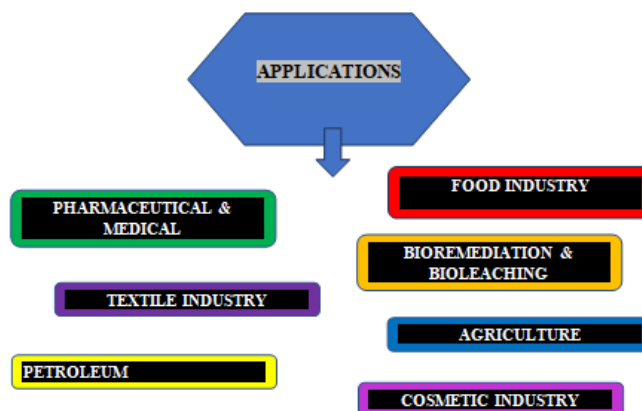 APPLICATIONS
FOOD INDUSTRY
PHARMACEUTICAL &
MEDICAL
BIOREMEDIATION &
BIOLEACHING
TEXTILE INDUSTRY
AGRICULTURE
PETROLEUM
COSMETIC INDUSTRY